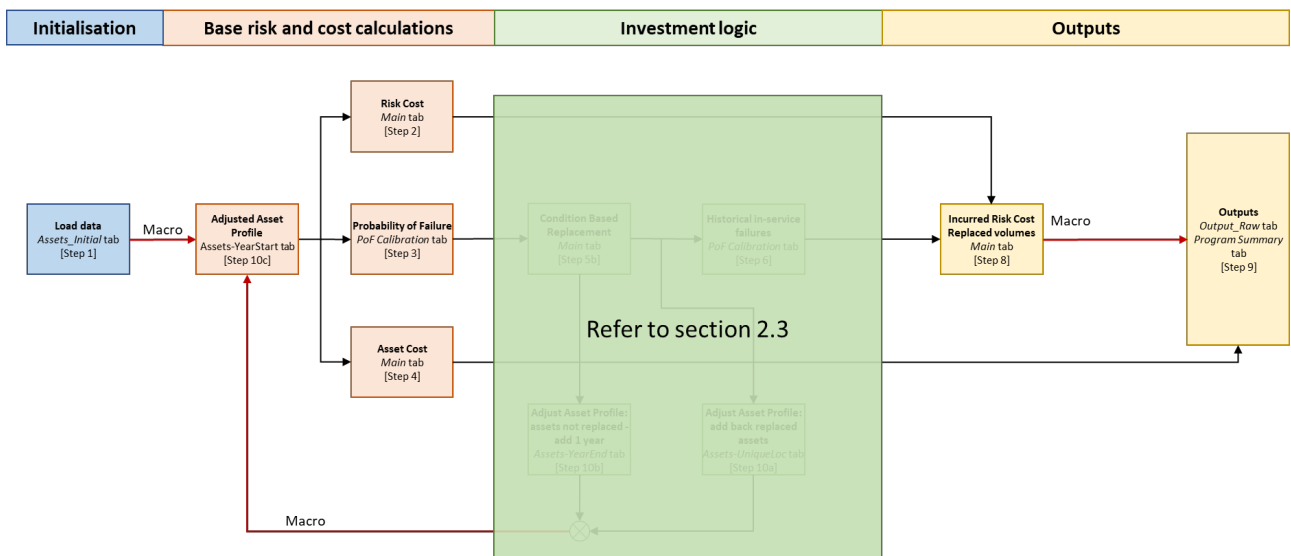 Initialisation
Base risk and cost calculations
Investment logic
Outputs
Risk Cost
Main tab
[Step 2]
Load data
Assets_Initial tab
[Step 1]
Macro
Adjusted Asset
Profile
Assets-YearStart tab
[Step 10c]
Probability of Failure
PoF Calibration tab
[Step 3]
Condition Based
Replacement
Main tab
[Step 5b]
Historical in-service
failures
PoF Calibration tab
[Step 6]
Incurred Risk Cost
Replaced volumes
Main tab
[Step 8]
Macro
Outputs
Output_Raw tab
Program Summary
tab
[Step 9]
Refer to section 2.3
Asset Cost
Main tab
[Step 4]
Adjust Asset Profile:
assets not replaced -
add 1 year
Assets-YearEnd tab
[Step 10b]
Adjust Asset Profile:
add back replaced
assets
Assets-UniqueLoc tab
[Step 10a]
Macro